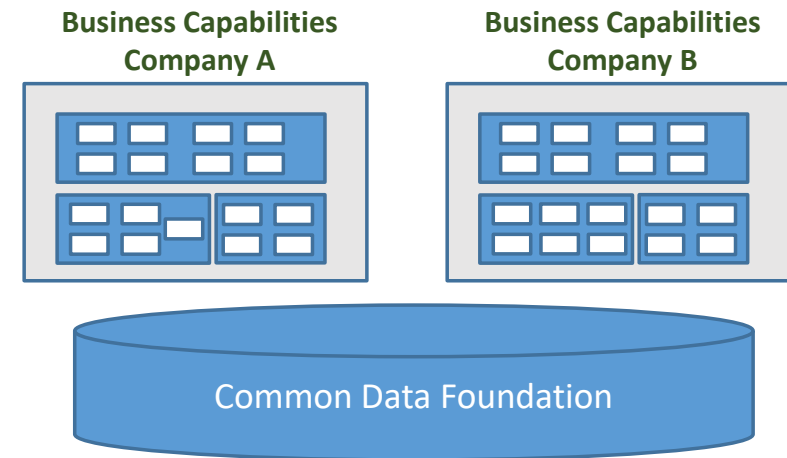 Business Capabilities
Company A
Business Capabilities
Company B
Common Data Foundation